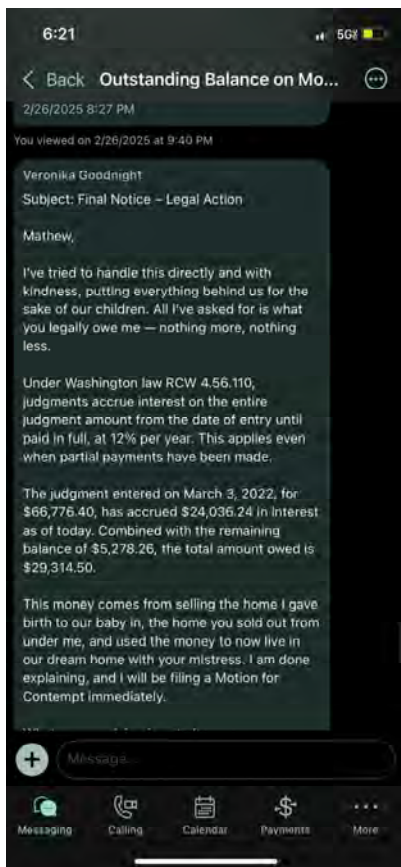 6:21
5G
Back Outstanding Balance on Mo...
2/26/2025 8:27 PM
You viewed on 2/26/2025 at 9:40 PM
Veronika Goodnight
Subject: Final Notice – Legal Action
Mathew,
I've tried to handle this directly and with
kindness, putting everything behind us for the
sake of our children. All I've asked for is what
you legally owe me — nothing more, nothing
less.
Under Washington law RCW 4.56.110,
judgments accrue interest on the entire
judgment amount from the date of entry until
paid in full, at 12% per year. This applies even
when partial payments have been made.
The judgment entered on March 3, 2022, for
$66,776.40, has accrued $24,036.24 in interest
as of today. Combined with the remaining
balance of $5,278.26, the total amount owed is
$29,314.50.
This money comes from selling the home I gave
birth to our baby in, the home you sold out from
under me, and used the money to now live in
our dream home with your mistress. I am done
explaining, and I will be filing a Motion for
Contempt immediately.
Message...
Messaging Calling Calendar Payments More